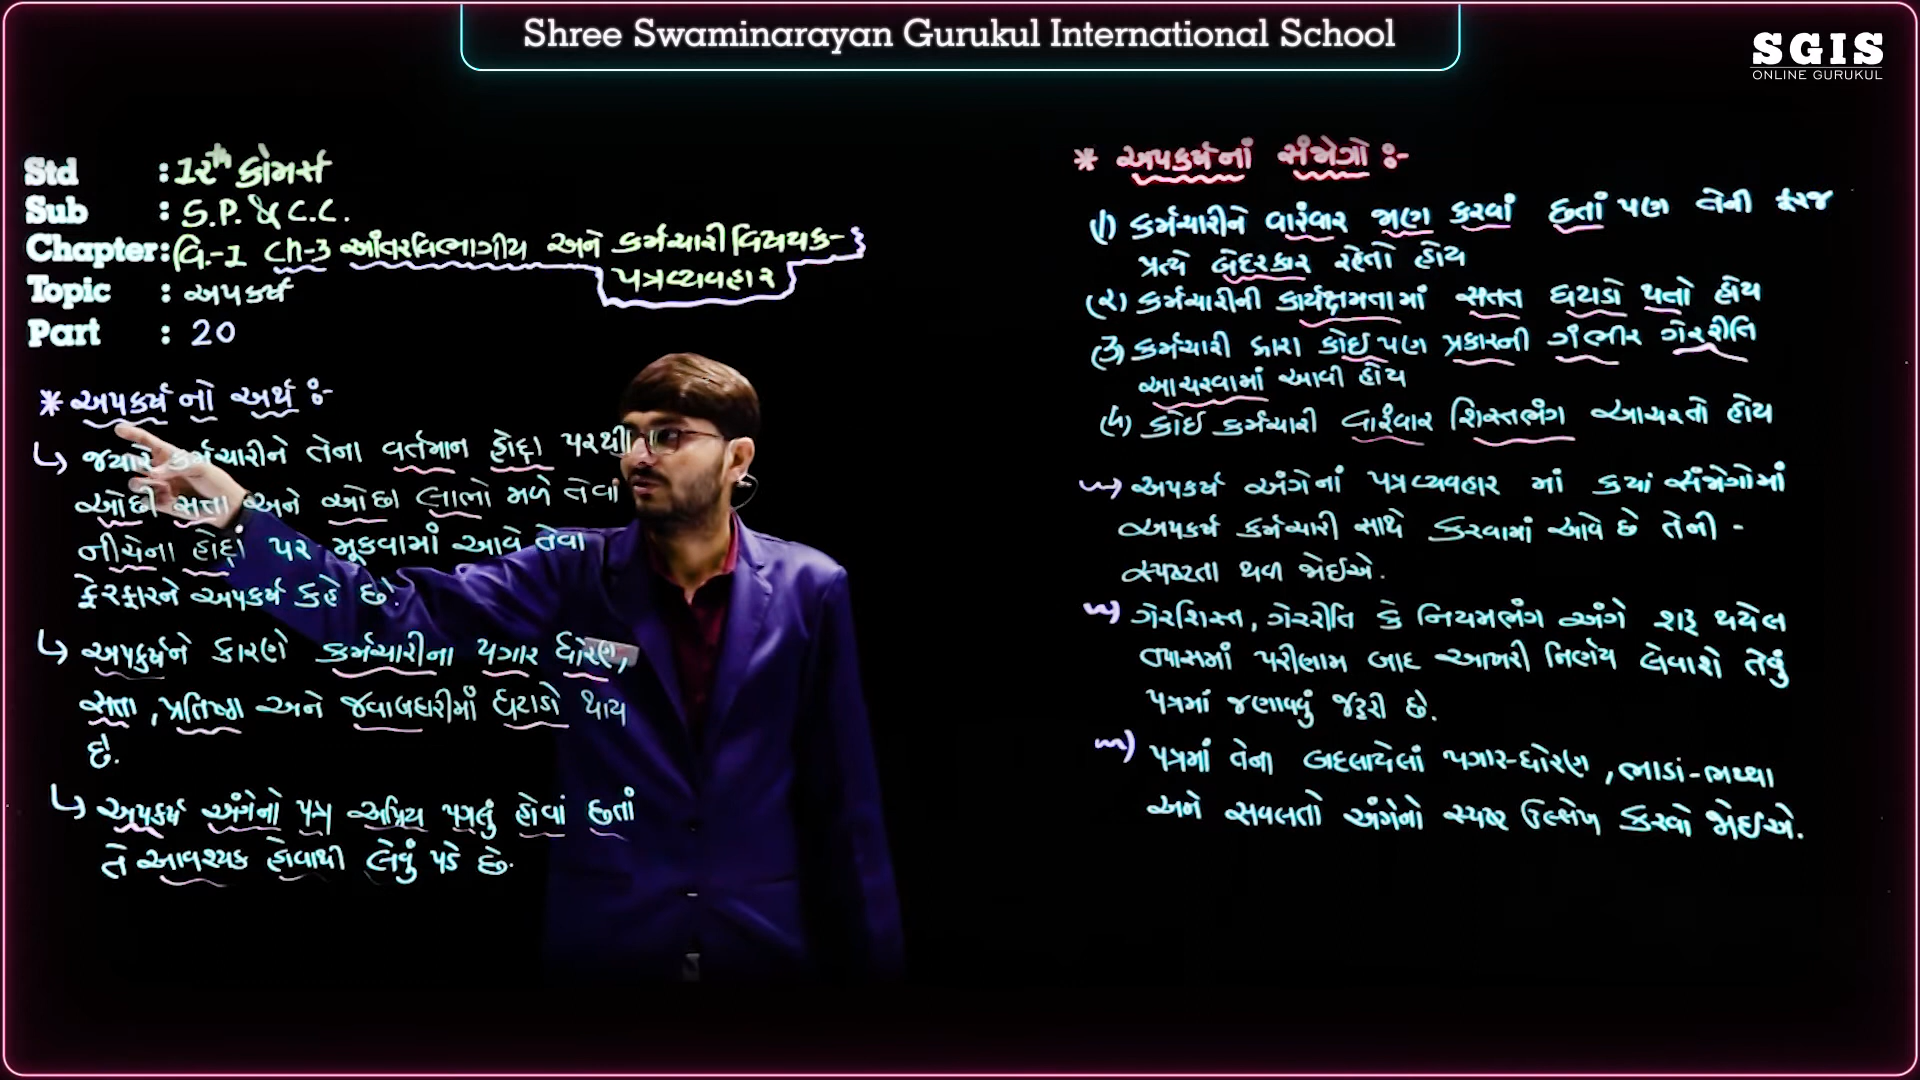 Shree Swaminarayan Gurukul International School
SGIS
ONLINE GURUKUL
Std : 12th કોમર્સ
Sub : S.P. & C.C.
Chapter: વિ.-1 Ch-3 આંતરવિભાગીય અને કર્મચારી વિષયક-
પત્રવ્યવહાર
Topic : અપકર્ષ
Part : 20
* અપકર્ષ નો અર્થ :-
↳ જ્યારે કર્મચારીને તેના વર્તમાન હોદ્દા પરથી
ઓછી સત્તા અને ઓછા લાભો મળે તેવા
નીચેના હોદ્દા પર મૂકવામાં આવે તેવા
ફેરફારને અપકર્ષ કહે છે.
↳ અપકર્ષને કારણે કર્મચારીના પગાર ધોરણ,
સત્તા, પ્રતિષ્ઠા અને જવાબદારીમાં ઘટાડો થાય
છે.
↳ અપકર્ષ અંગેનો પત્ર અપ્રિય પગલું હોવાં છતાં
તે આવશ્યક હોવાથી લેવું પડે છે.
* અપકર્ષનાં સંજોગો :-
(૧) કર્મચારીને વારંવાર જાણ કરવાં છતાં પણ તેની ફરજ
પ્રત્યે બેદરકાર રહેતો હોય
(૨) કર્મચારીની કાર્યક્ષમતામાં સતત ઘટાડો થતો હોય
(૩) કર્મચારી દ્વારા કોઈ પણ પ્રકારની ગંભીર ગેરરીતિ
આચરવામાં આવી હોય
(૪) કોઈ કર્મચારી વારંવાર શિસ્તભંગ આચરતો હોય
અપકર્ષ અંગેનાં પત્રવ્યવહાર માં કયાં સંજોગોમાં
અપકર્ષ કર્મચારી સાથે કરવામાં આવે છે તેની -
સ્પષ્ટતા થવી જોઈએ.
ગેરશિસ્ત, ગેરરીતિ કે નિયમભંગ અંગે શરૂ થયેલ
તપાસમાં પરીણામ બાદ આખરી નિર્ણય લેવાશે તેવું
પત્રમાં જણાવવું જરૂરી છે.
પત્રમાં તેના બદલાયેલાં પગાર-ધોરણ, ભાડાં-ભથ્થા
અને સવલતો અંગેનો સ્પષ્ટ ઉલ્લેખ કરવો જોઈએ.